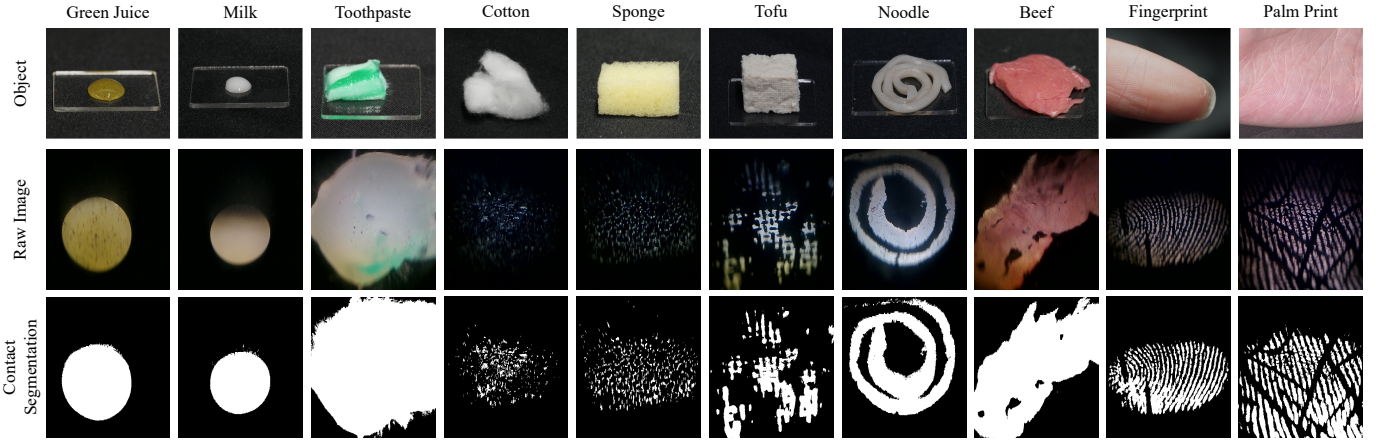 Green Juice
Milk
Toothpaste
Cotton
Sponge
Tofu
Noodle
Beef
Fingerprint
Palm Print
Object
Raw Image
Contact
Segmentation